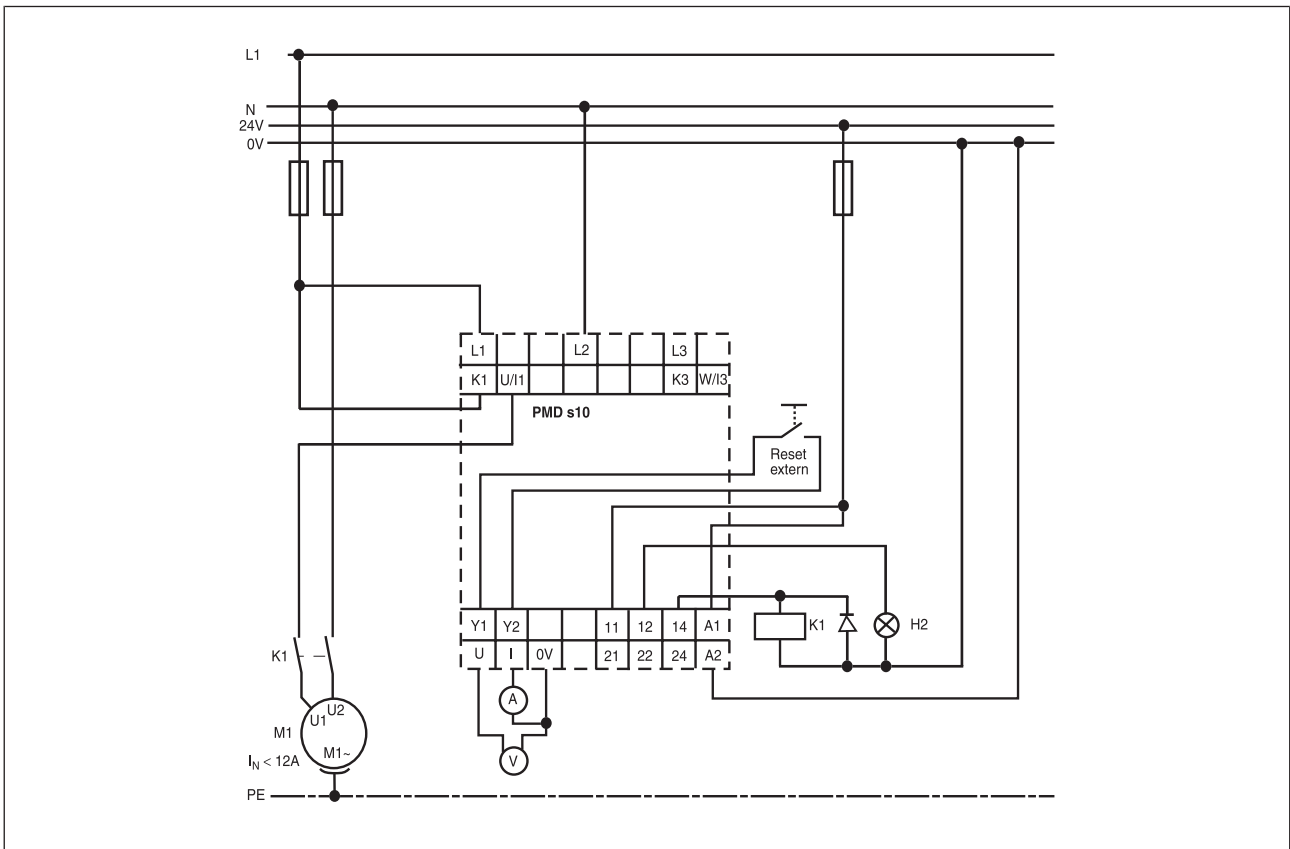 L1
N
24V
0V
L1 L2 L3
K1 U/I1 K3 W/I3
PMD s10
Reset
extern
Y1 Y2 11 12 14 A1
U I 0V 21 22 24 A2
K1 H2
K1
A
V
U1 U2
M1
M1~
IN < 12A
PE